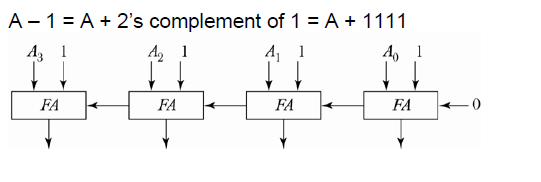 A – 1 = A + 2’s complement of 1 = A + 1111
A₃ 1 A₂ 1 A₁ 1 A₀ 1
FA FA FA FA 0